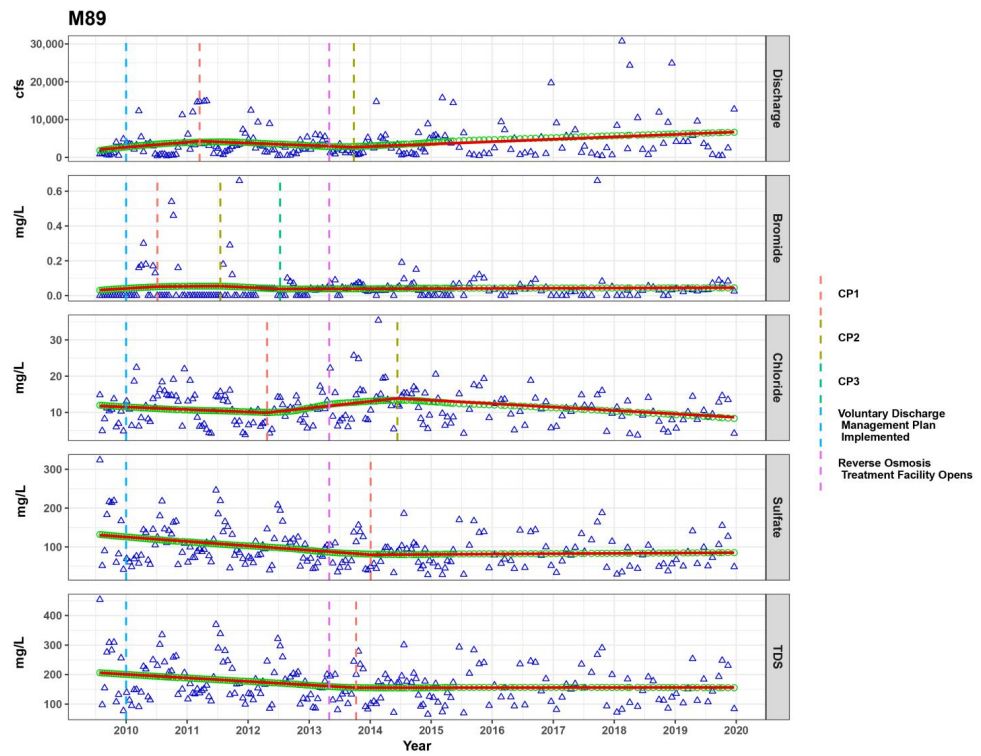 M89
30,000
20,000
10,000
0
cfs
Discharge
0.6
0.4
0.2
0.0
mg/L
Bromide
30
20
10
mg/L
Chloride
300
200
100
mg/L
Sulfate
400
300
200
100
mg/L
TDS
2010 2011 2012 2013 2014 2015 2016 2017 2018 2019 2020
Year
CP1
CP2
CP3
Voluntary Discharge
Management Plan
Implemented
Reverse Osmosis
Treatment Facility Opens